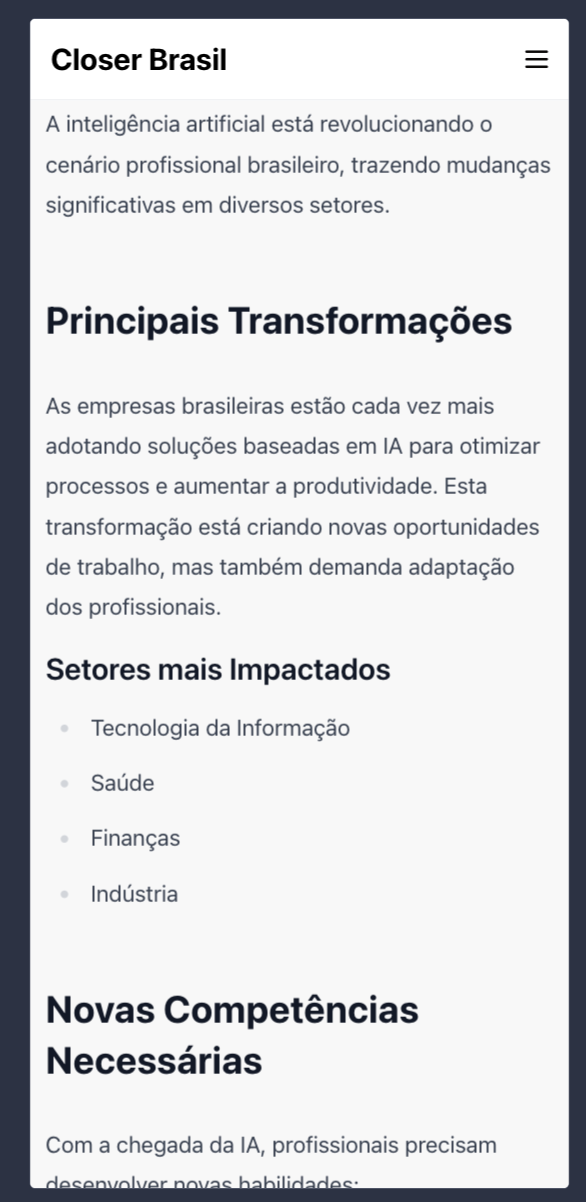 Closer Brasil
A inteligência artificial está revolucionando o
cenário profissional brasileiro, trazendo mudanças
significativas em diversos setores.
Principais Transformações
As empresas brasileiras estão cada vez mais
adotando soluções baseadas em IA para otimizar
processos e aumentar a produtividade. Esta
transformação está criando novas oportunidades
de trabalho, mas também demanda adaptação
dos profissionais.
Setores mais Impactados
Tecnologia da Informação
Saúde
Finanças
Indústria
Novas Competências
Necessárias
Com a chegada da IA, profissionais precisam
desenvolver novas habilidades: